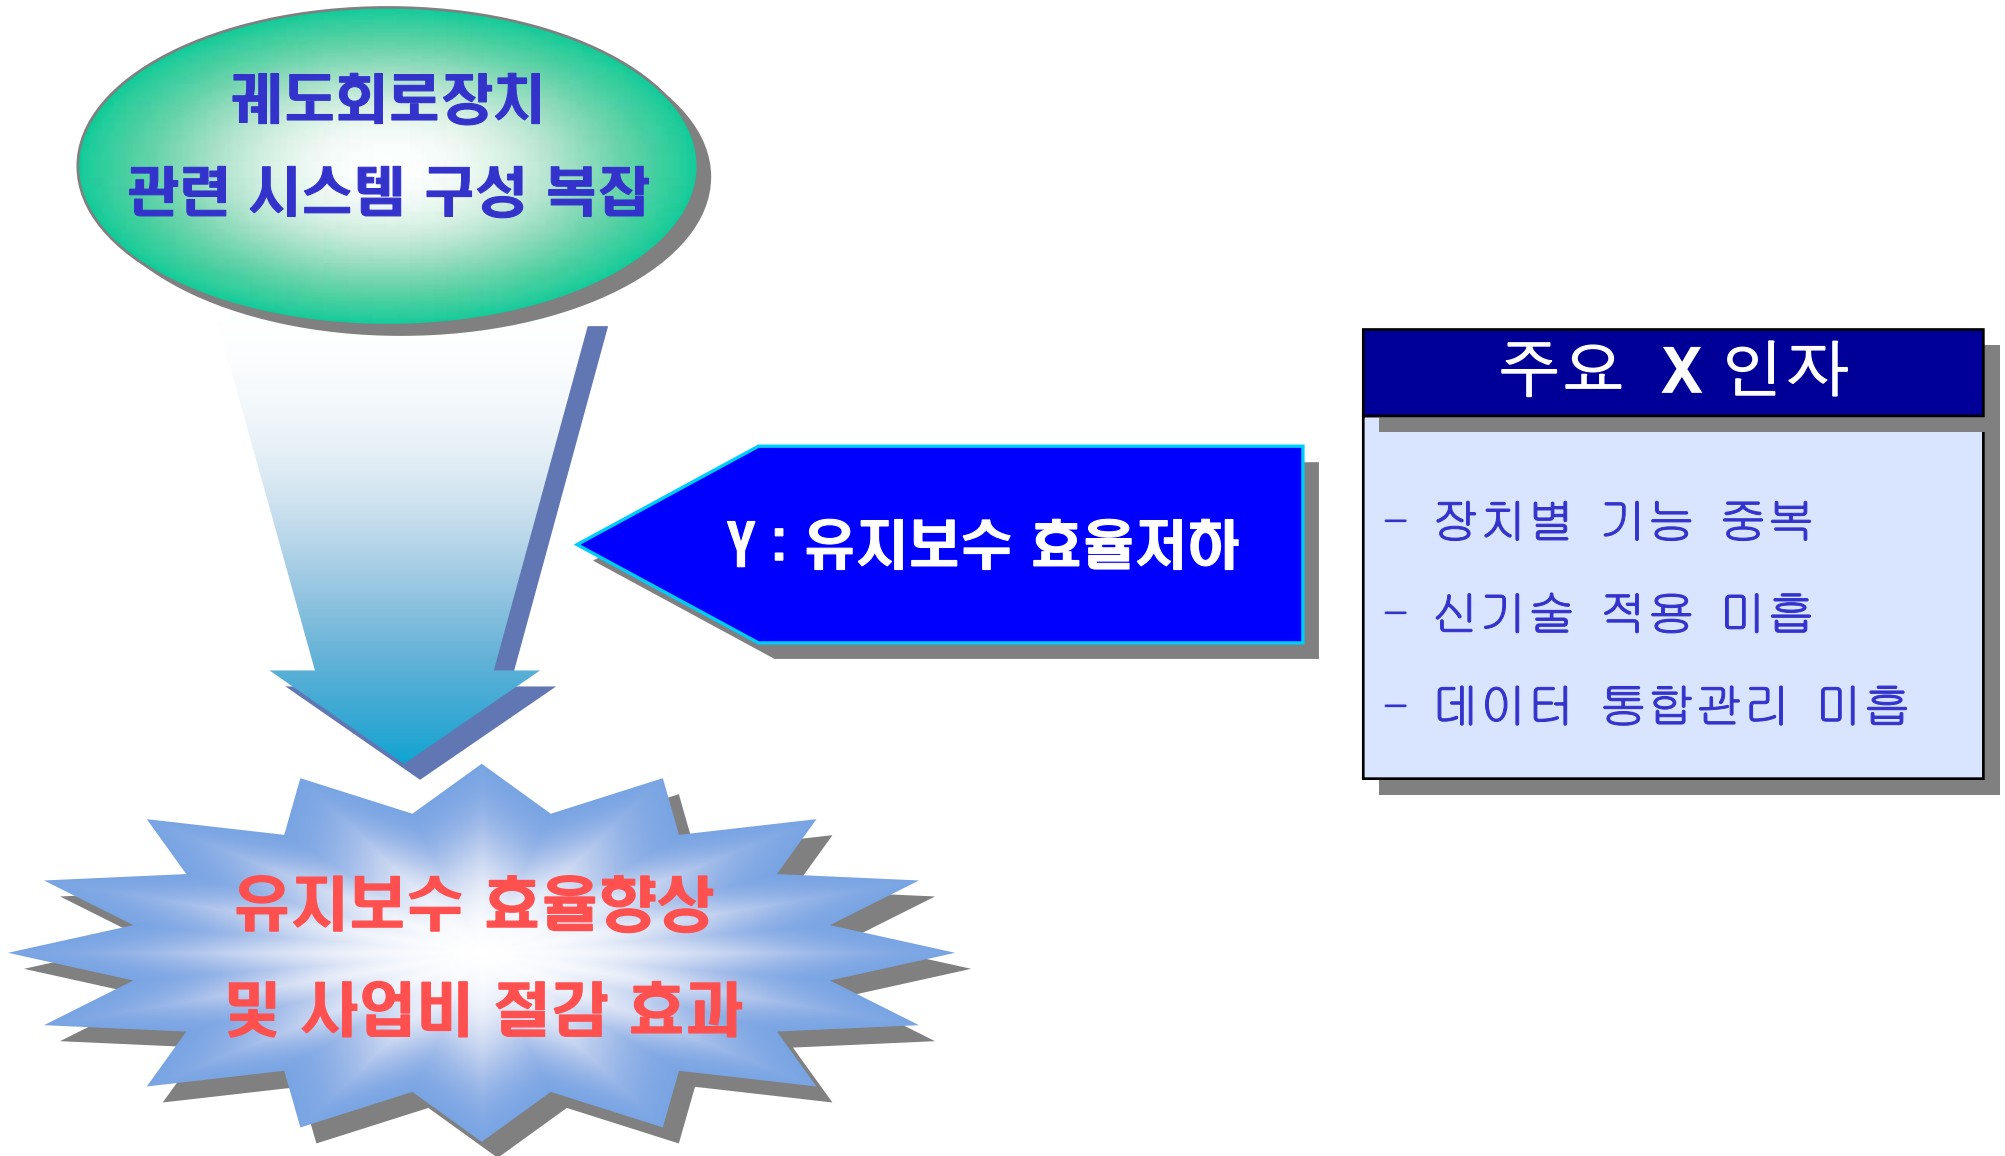 궤도회로장치
관련 시스템 구성 복잡
Y : 유지보수 효율저하
주요 X 인자
- 장치별 기능 중복
- 신기술 적용 미흡
- 데이터 통합관리 미흡
유지보수 효율향상
및 사업비 절감 효과